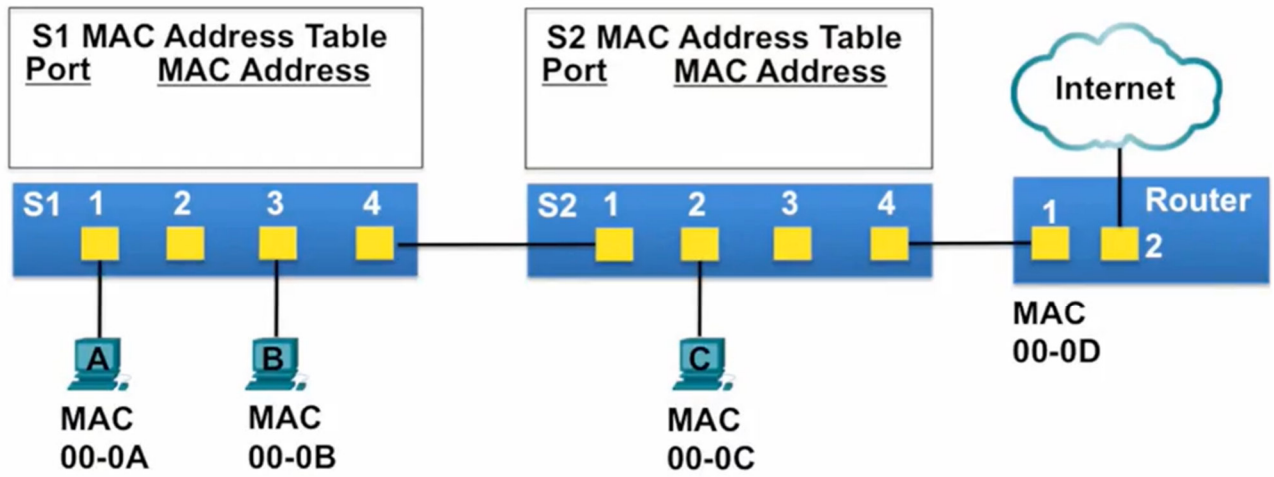 S1 MAC Address Table
Port MAC Address
S2 MAC Address Table
Port MAC Address
Internet
S1 1 2 3 4
S2 1 2 3 4
1 Router
2
A
B
C
MAC
00-0A
MAC
00-0B
MAC
00-0C
MAC
00-0D